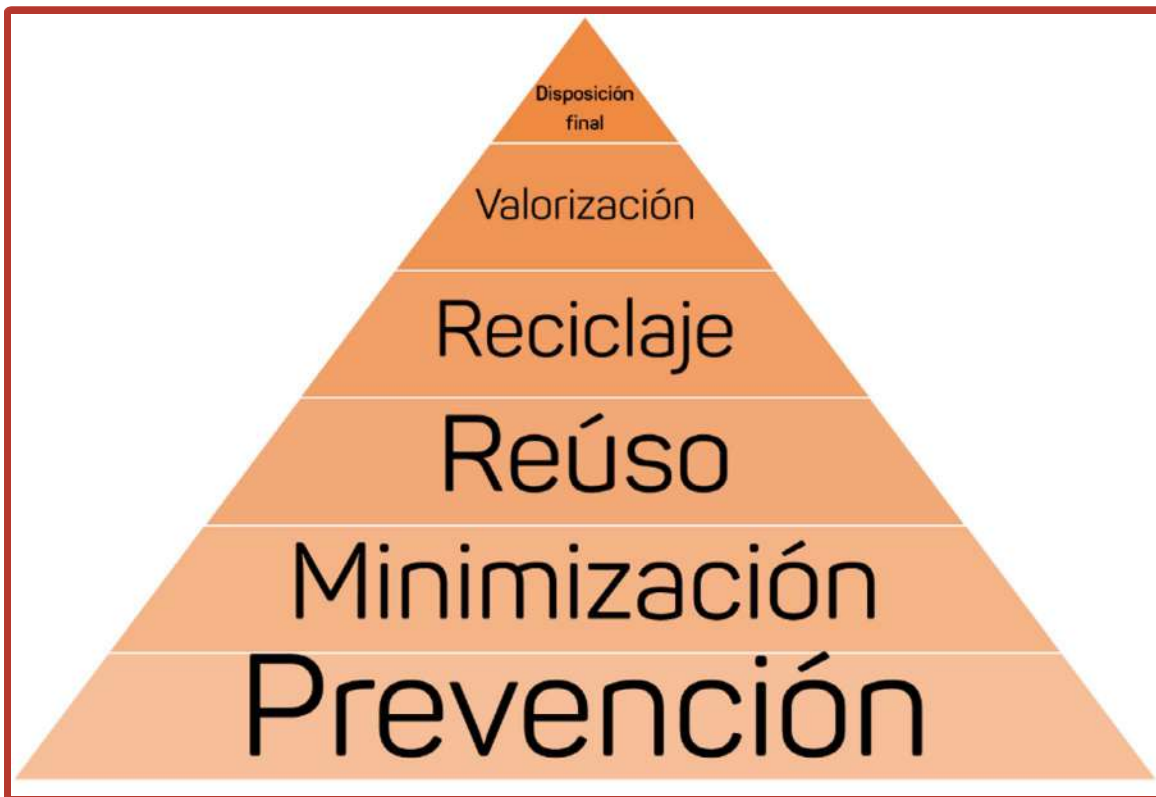 Disposición
final
Valorización
Reciclaje
Reúso
Minimización
Prevención